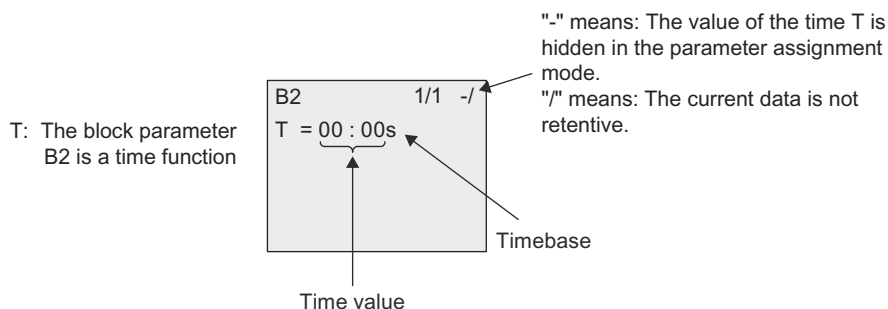 "-" means: The value of the time T is
hidden in the parameter assignment
mode.
"/" means: The current data is not
retentive.
B2 1/1 -/
T = 00 : 00s
T: The block parameter
B2 is a time function
Timebase
Time value